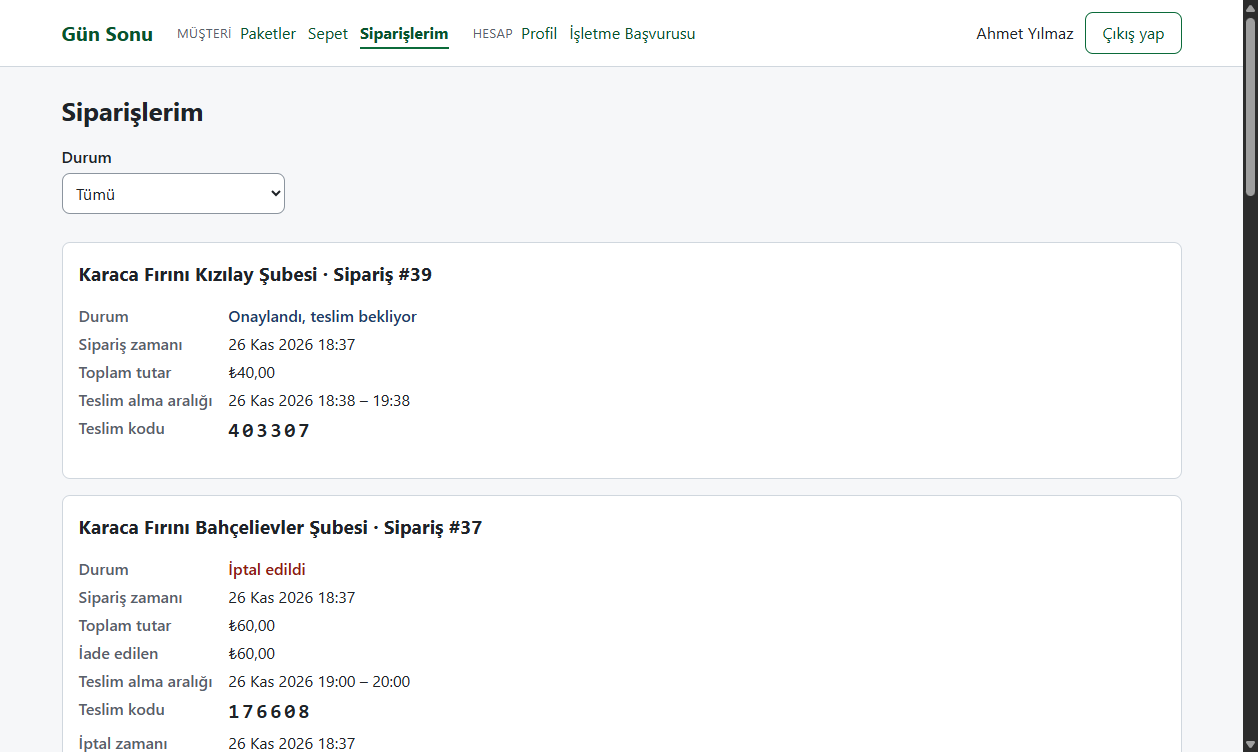 Gün Sonu MÜŞTERİ Paketler Sepet Siparişlerim HESAP Profil İşletme Başvurusu Ahmet Yılmaz Çıkış yap
Siparişlerim
Durum
Tümü
Karaca Fırını Kızılay Şubesi · Sipariş #39
Durum Onaylandı, teslim bekliyor
Sipariş zamanı 26 Kas 2026 18:37
Toplam tutar ₺40,00
Teslim alma aralığı 26 Kas 2026 18:38 – 19:38
Teslim kodu 403307
Karaca Fırını Bahçelievler Şubesi · Sipariş #37
Durum İptal edildi
Sipariş zamanı 26 Kas 2026 18:37
Toplam tutar ₺60,00
İade edilen ₺60,00
Teslim alma aralığı 26 Kas 2026 19:00 – 20:00
Teslim kodu 176608
İptal zamanı 26 Kas 2026 18:37